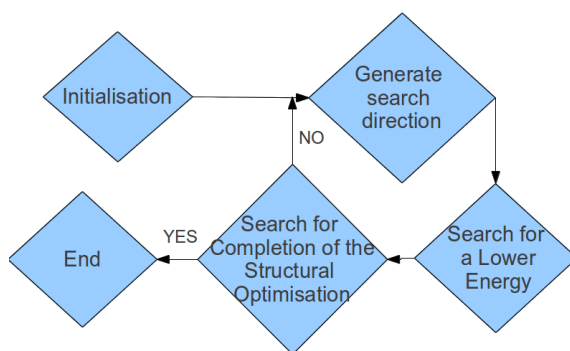 Initialisation
Generate
search
direction
NO
Search for
a Lower
Energy
Search for
Completion of the
Structural
Optimisation
YES
End